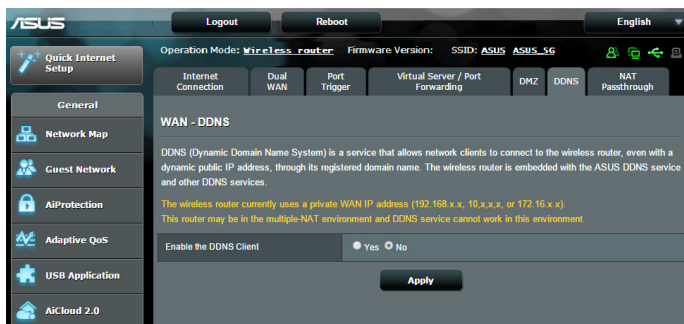 ASUS
Logout
Reboot
English
Quick Internet Setup
Operation Mode: Wireless router Firmware Version: SSID: ASUS ASUS_5G
Internet Connection
Dual WAN
Port Trigger
Virtual Server / Port Forwarding
DMZ
DDNS
NAT Passthrough
General
Network Map
Guest Network
AiProtection
Adaptive QoS
USB Application
AiCloud 2.0
WAN - DDNS
DDNS (Dynamic Domain Name System) is a service that allows network clients to connect to the wireless router, even with a
dynamic public IP address, through its registered domain name. The wireless router is embedded with the ASUS DDNS service
and other DDNS services.
The wireless router currently uses a private WAN IP address (192.168.x.x, 10,x,x,x, or 172.16.x.x).
This router may be in the multiple-NAT environment and DDNS service cannot work in this environment.
Enable the DDNS Client
Yes No
Apply